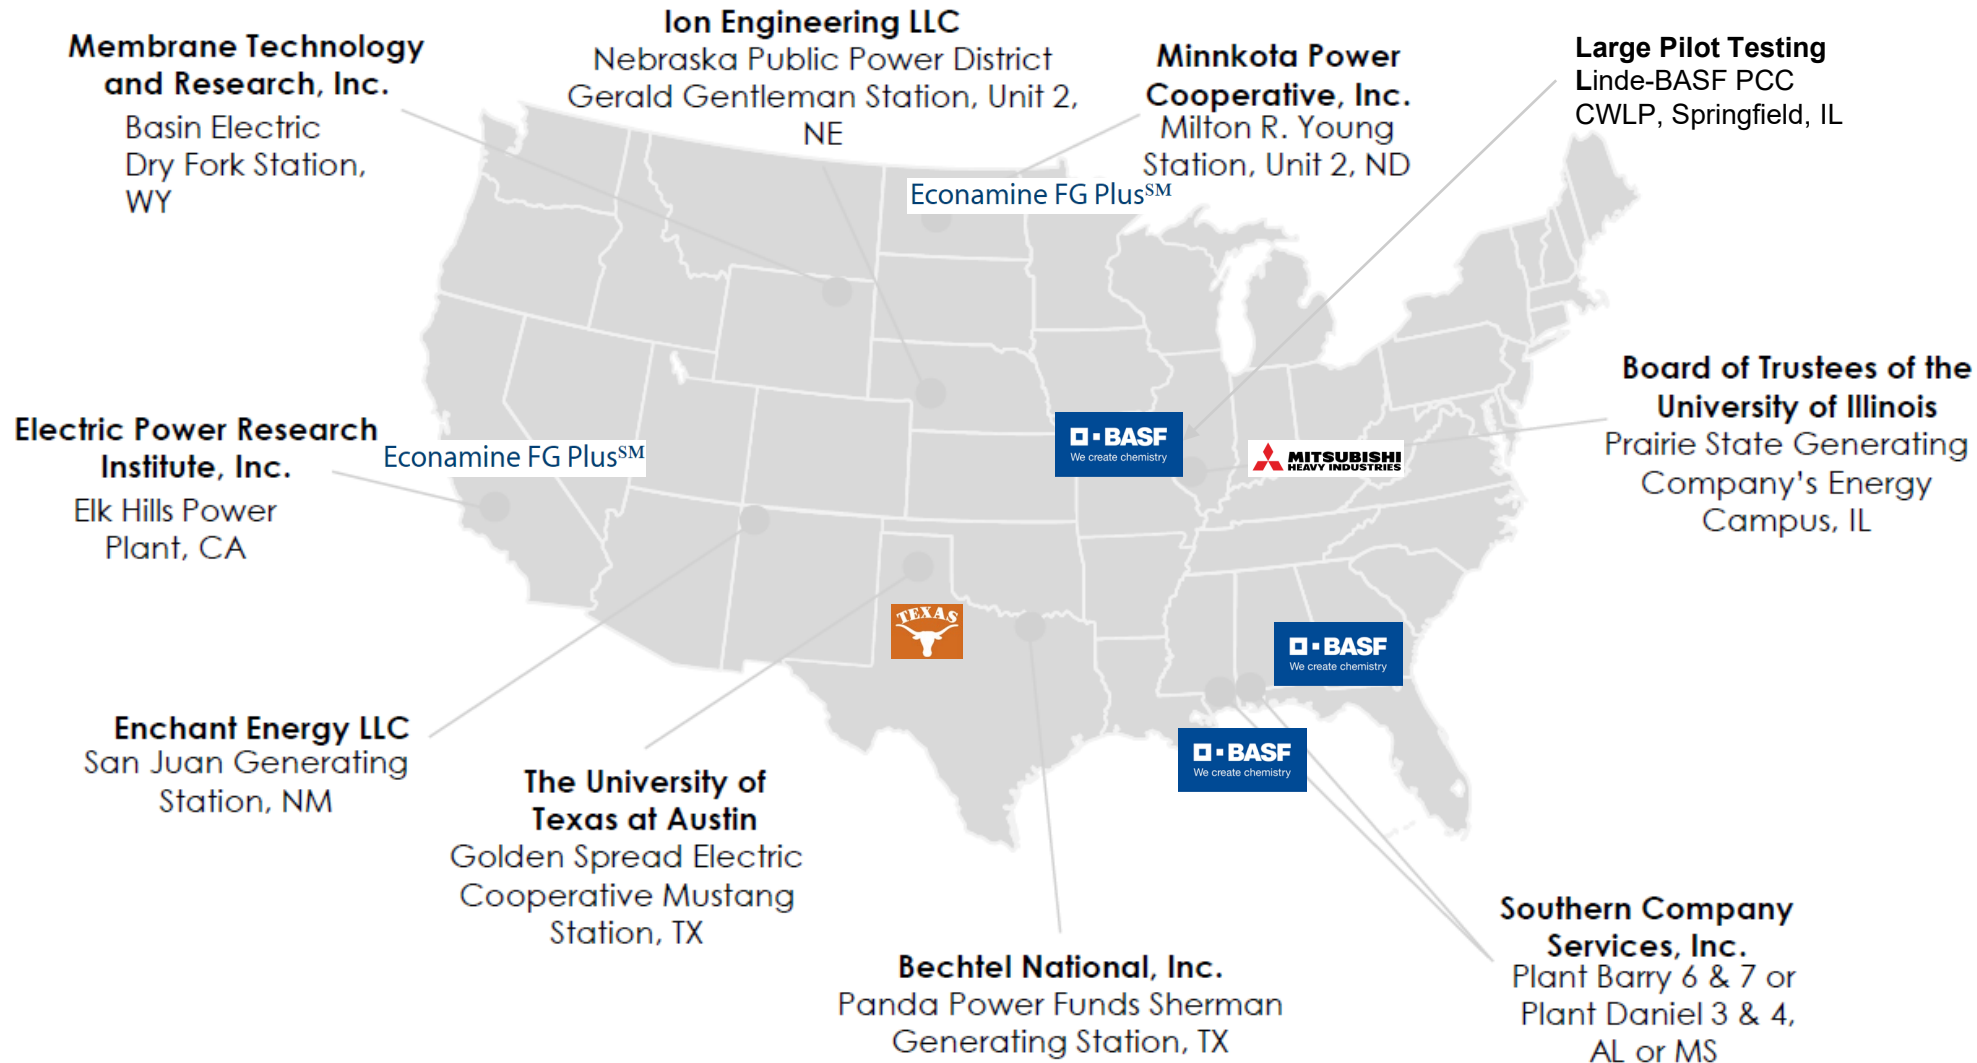 Membrane Technology
and Research, Inc.
Basin Electric
Dry Fork Station,
WY
Ion Engineering LLC
Nebraska Public Power District
Gerald Gentleman Station, Unit 2,
NE
Minnkota Power
Cooperative, Inc.
Milton R. Young
Station, Unit 2, ND
Econamine FG Plus℠
Large Pilot Testing
Linde-BASF PCC
CWLP, Springfield, IL
Electric Power Research
Institute, Inc.
Elk Hills Power
Plant, CA
Econamine FG Plus℠
BASF
We create chemistry
MITSUBISHI
HEAVY INDUSTRIES
Board of Trustees of the
University of Illinois
Prairie State Generating
Company’s Energy
Campus, IL
TEXAS
BASF
We create chemistry
BASF
We create chemistry
Enchant Energy LLC
San Juan Generating
Station, NM
The University of
Texas at Austin
Golden Spread Electric
Cooperative Mustang
Station, TX
Bechtel National, Inc.
Panda Power Funds Sherman
Generating Station, TX
Southern Company
Services, Inc.
Plant Barry 6 & 7 or
Plant Daniel 3 & 4,
AL or MS